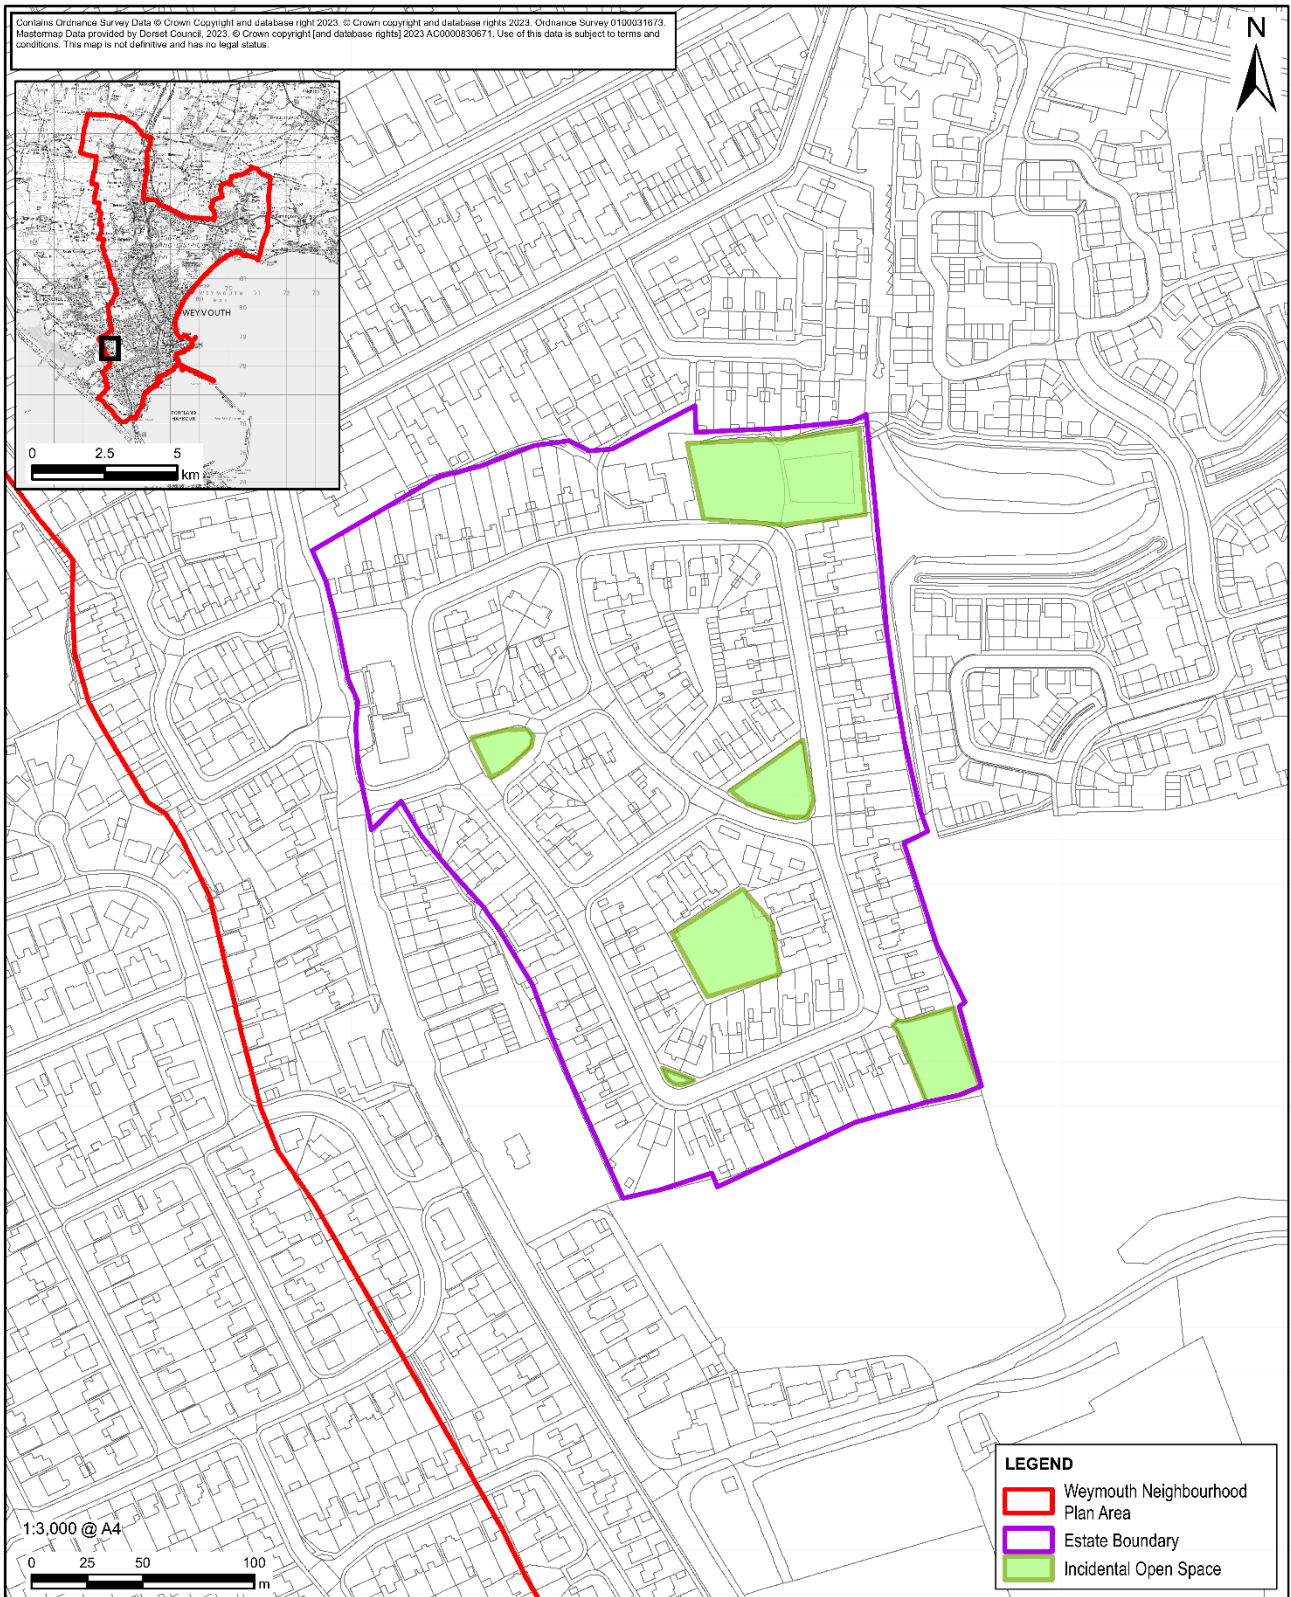 Contains Ordnance Survey Data © Crown Copyright and database right 2023. © Crown copyright and database rights 2023. Ordnance Survey 0100031673.
Mastermap Data provided by Dorset Council, 2023. © Crown copyright [and database rights] 2023 AC0000830671. Use of this data is subject to terms and
conditions. This map is not definitive and has no legal status.
N
WEYMOUTH
PORTLAND
HARBOUR
0 2.5 5
km
LEGEND
Weymouth Neighbourhood
Plan Area
Estate Boundary
Incidental Open Space
1:3,000 @ A4
0 25 50 100
m